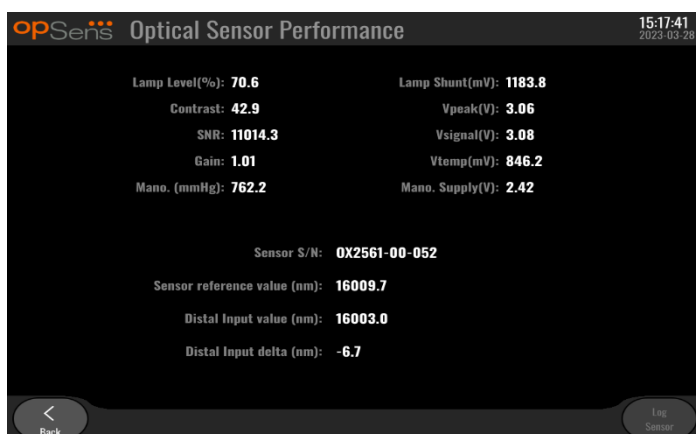 opSens Optical Sensor Performance 15:17:41
2023-03-28
Lamp Level(%): 70.6 Lamp Shunt(mV): 1183.8
Contrast: 42.9 Vpeak(V): 3.06
SNR: 11014.3 Vsignal(V): 3.08
Gain: 1.01 Vtemp(mV): 846.2
Mano. (mmHg): 762.2 Mano. Supply(V): 2.42
Sensor S/N: OX2561-00-052
Sensor reference value (nm): 16009.7
Distal Input value (nm): 16003.0
Distal Input delta (nm): -6.7
< Log
Back Sensor